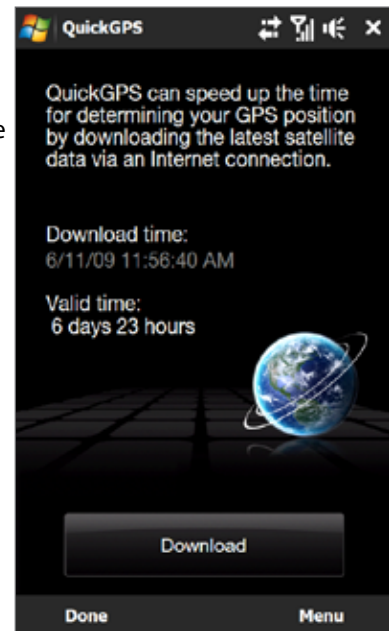 QuickGPS
e
QuickGPS can speed up the time
for determining your GPS position
by downloading the latest satellite
data via an Internet connection.
Download time:
6/11/09 11:56:40 AM
Valid time:
6 days 23 hours
Download
Done Menu